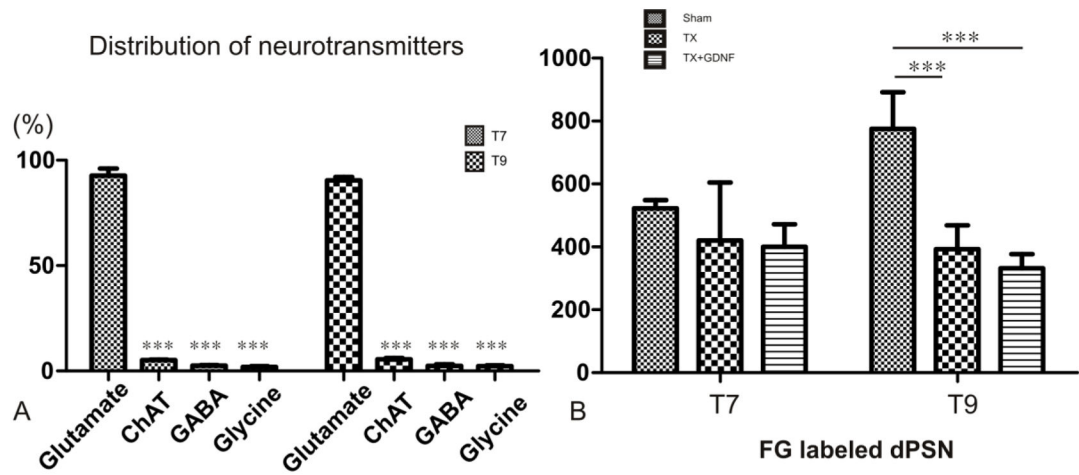 Distribution of neurotransmitters
(%)
T7
T9
100
50
0
*** *** ***
*** *** ***
Glutamate
ChAT
GABA
Glycine
Glutamate
ChAT
GABA
Glycine
A
Sham
TX
TX+GDNF
***
***
1000
800
600
400
200
0
T7
T9
B
FG labeled dPSN